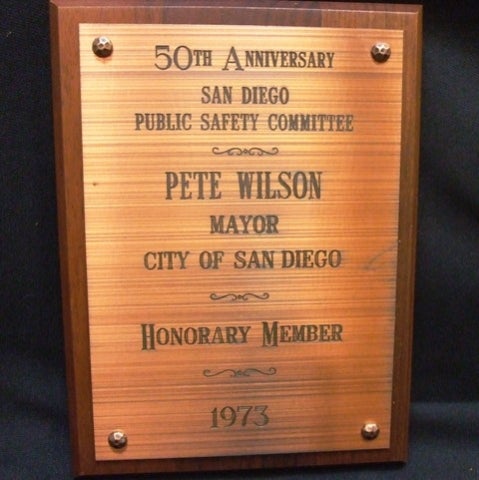 50TH ANNIVERSARY
SAN DIEGO
PUBLIC SAFETY COMMITTEE
PETE WILSON
MAYOR
CITY OF SAN DIEGO
HONORARY MEMBER
1973